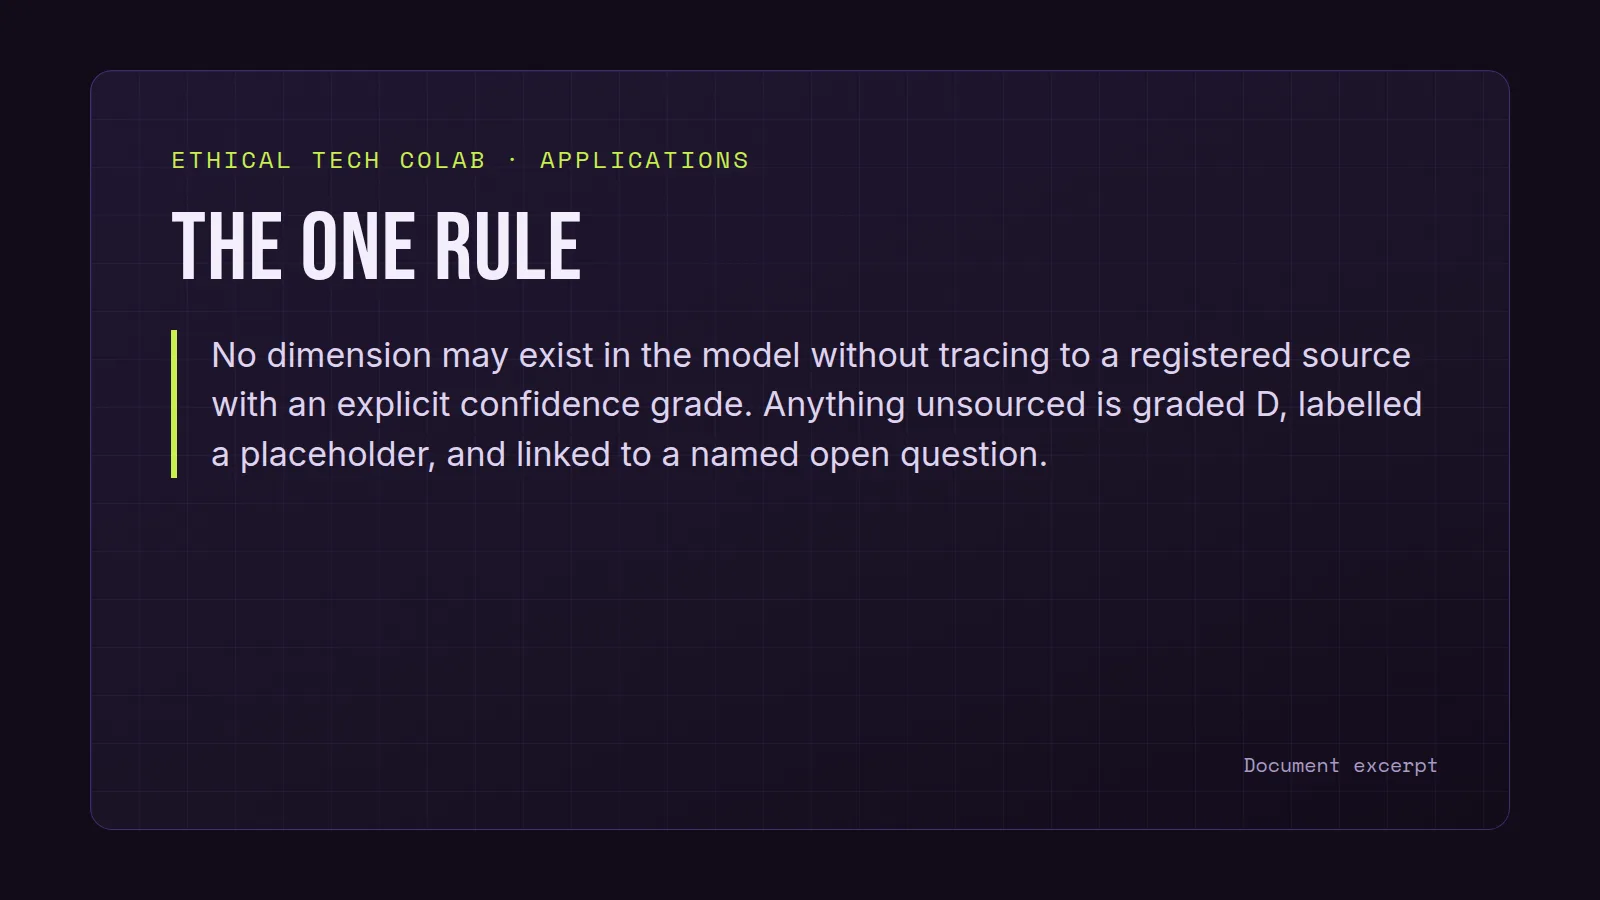 ETHICAL TECH COLAB · APPLICATIONS
THE ONE RULE
No dimension may exist in the model without tracing to a registered source
with an explicit confidence grade. Anything unsourced is graded D, labelled
a placeholder, and linked to a named open question.
Document excerpt